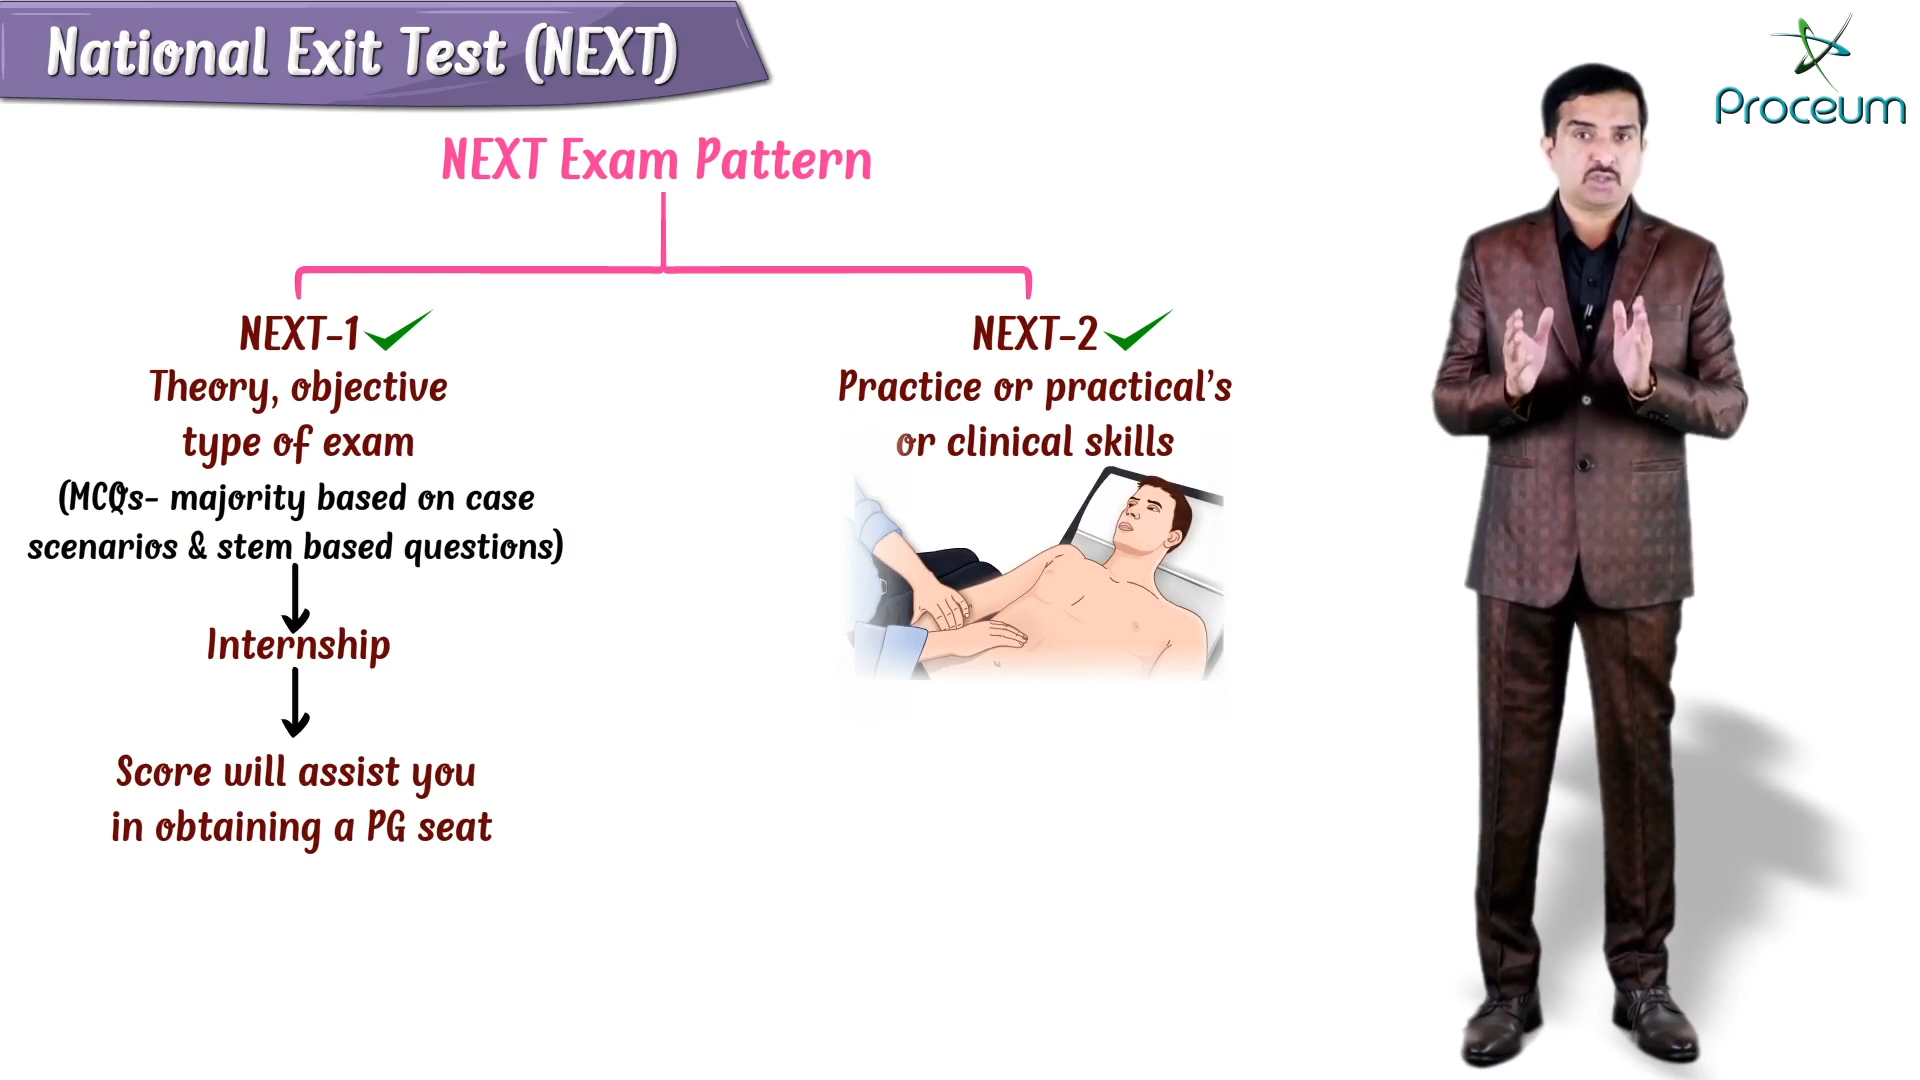 National Exit Test (NEXT)
Proceum
NEXT Exam Pattern
NEXT-1
Theory, objective
type of exam
(MCQs- majority based on case
scenarios & stem based questions)
Internship
Score will assist you
in obtaining a PG seat
NEXT-2
Practice or practical's
or clinical skills